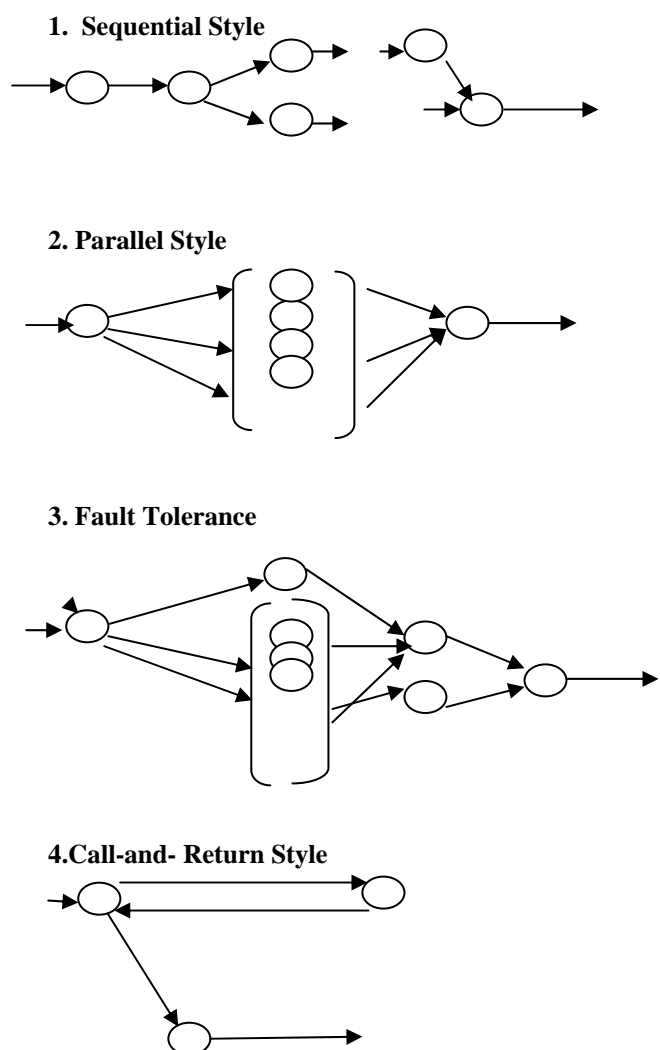 1. Sequential Style
2. Parallel Style
3. Fault Tolerance
4.Call-and- Return Style